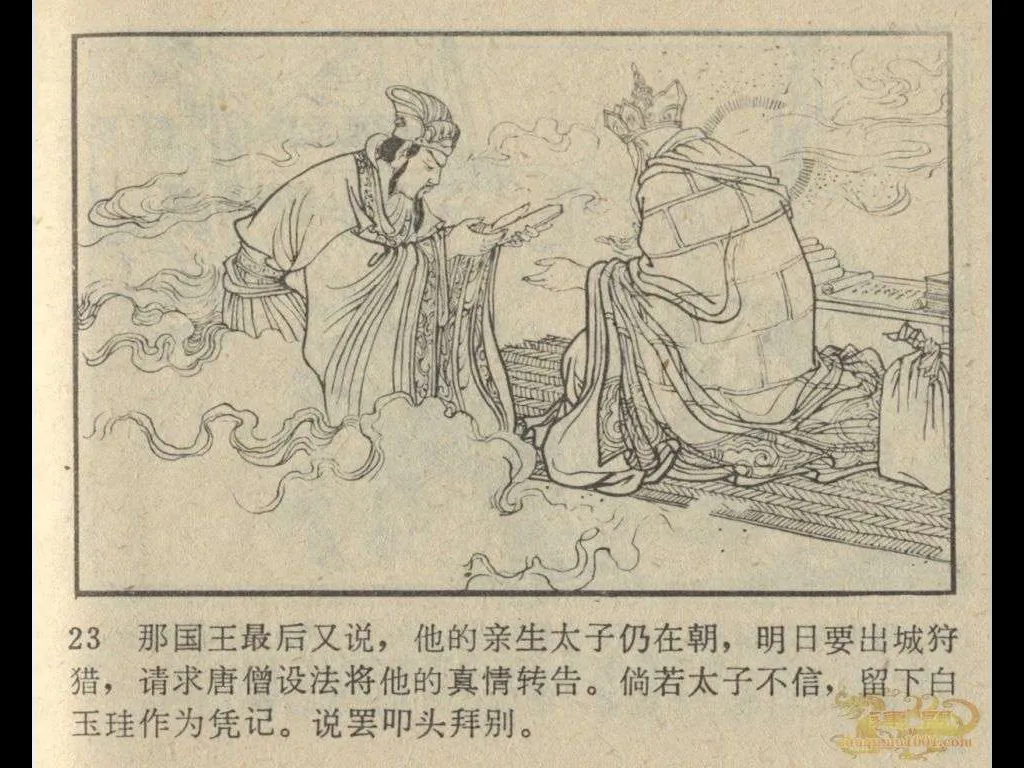 23 那国王最后又说，他的亲生太子仍在朝，明日要出城狩
猎，请求唐僧设法将他的真情转告。倘若太子不信，留下白
玉珪作为凭记。说罢叩头拜别。